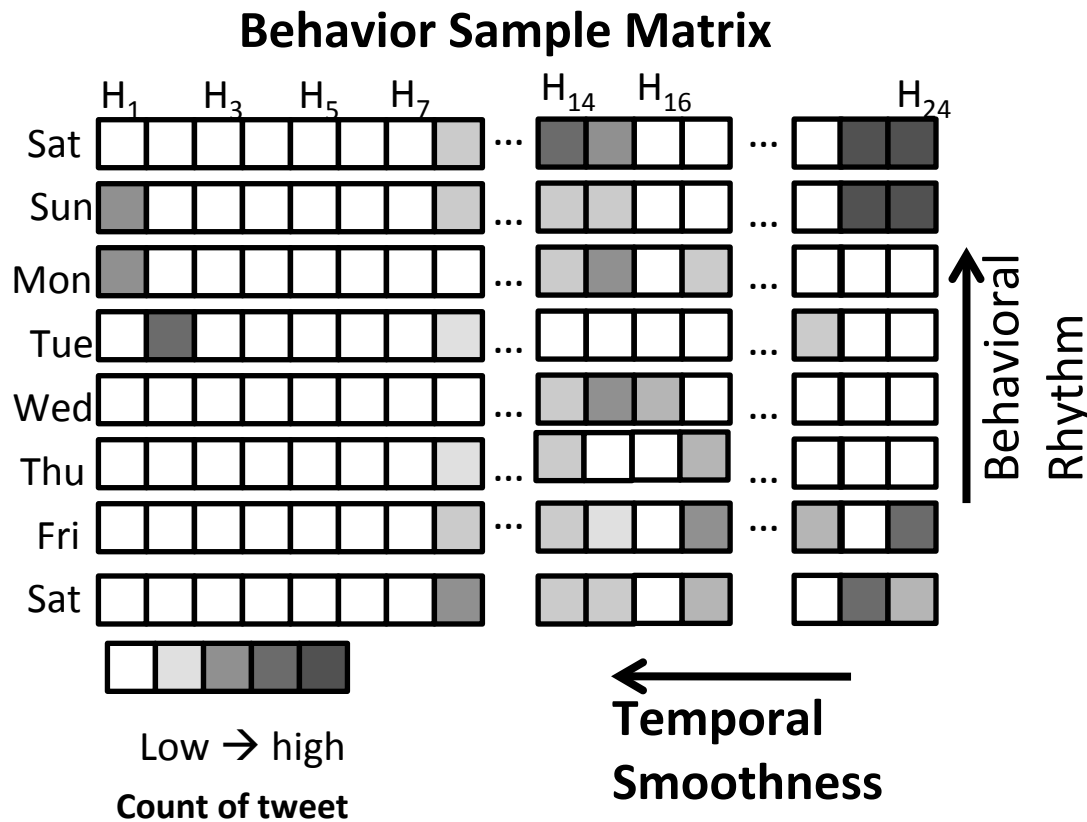 Behavior Sample Matrix
H1 H3 H5 H7 H14 H16 H24
Sat ... ...
Sun ... ...
Mon ... ...
Tue ... ...
Wed ... ...
Thu ... ...
Fri ... ...
Sat
Behavioral
Rhythm
Low → high
Count of tweet
Temporal
Smoothness